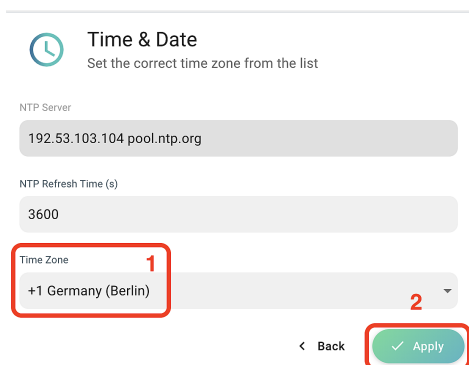 Time & Date
Set the correct time zone from the list
NTP Server
192.53.103.104 pool.ntp.org
NTP Refresh Time (s)
3600
Time Zone
1
+1 Germany (Berlin)
2
Back
Apply